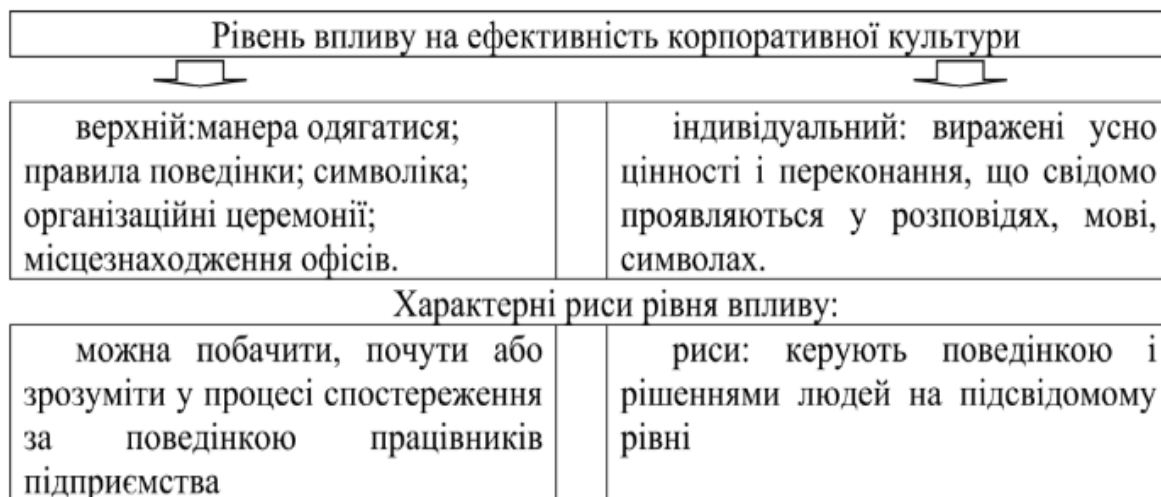 Рівень впливу на ефективність корпоративної культури
верхній:манера одягатися;
правила поведінки; символіка;
організаційні церемонії;
місцезнаходження офісів.
індивідуальний: виражені усно
цінності і переконання, що свідомо
проявляються у розповідях, мові,
символах.
Характерні риси рівня впливу:
можна побачити, почути або
зрозуміти у процесі спостереження
за поведінкою працівників
підприємства
риси: керують поведінкою і
рішеннями людей на підсвідомому
рівні